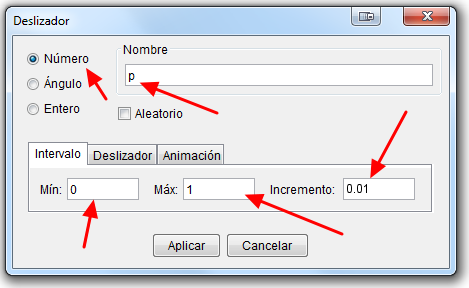 Deslizador
Número
Nombre
p
Ángulo
Entero
Aleatorio
Intervalo Deslizador Animación
Mín: 0 Máx: 1 Incremento: 0.01
Aplicar Cancelar